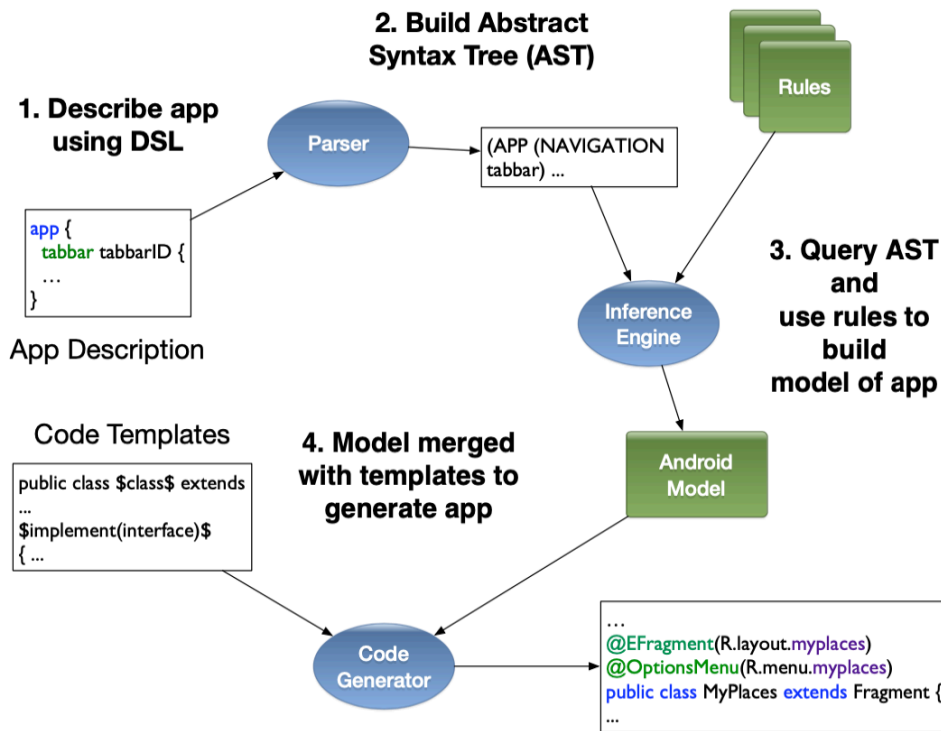 2. Build Abstract
Syntax Tree (AST)
Rules
1. Describe app
using DSL
Parser
(APP (NAVIGATION
tabbar) ...
app {
tabbar tabbarID {
...
}
App Description
3. Query AST
and
use rules to
build
model of app
Inference
Engine
Code Templates
public class $class$ extends
...
$implement(interface)$
{ ...
4. Model merged
with templates to
generate app
Android
Model
Code
Generator
...
@EFragment(R.layout.myplaces)
@OptionsMenu(R.menu.myplaces)
public class MyPlaces extends Fragment {
...